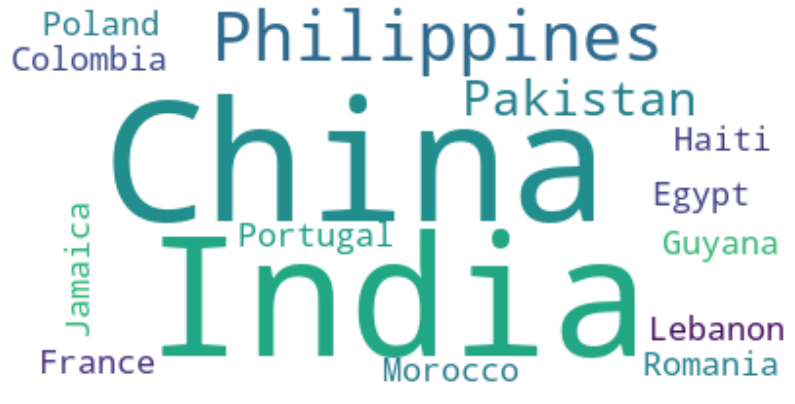 Poland
Philippines
Colombia
Pakistan
China
Haiti
Egypt
Jamaica
Portugal
Guyana
India
Lebanon
France
Morocco
Romania